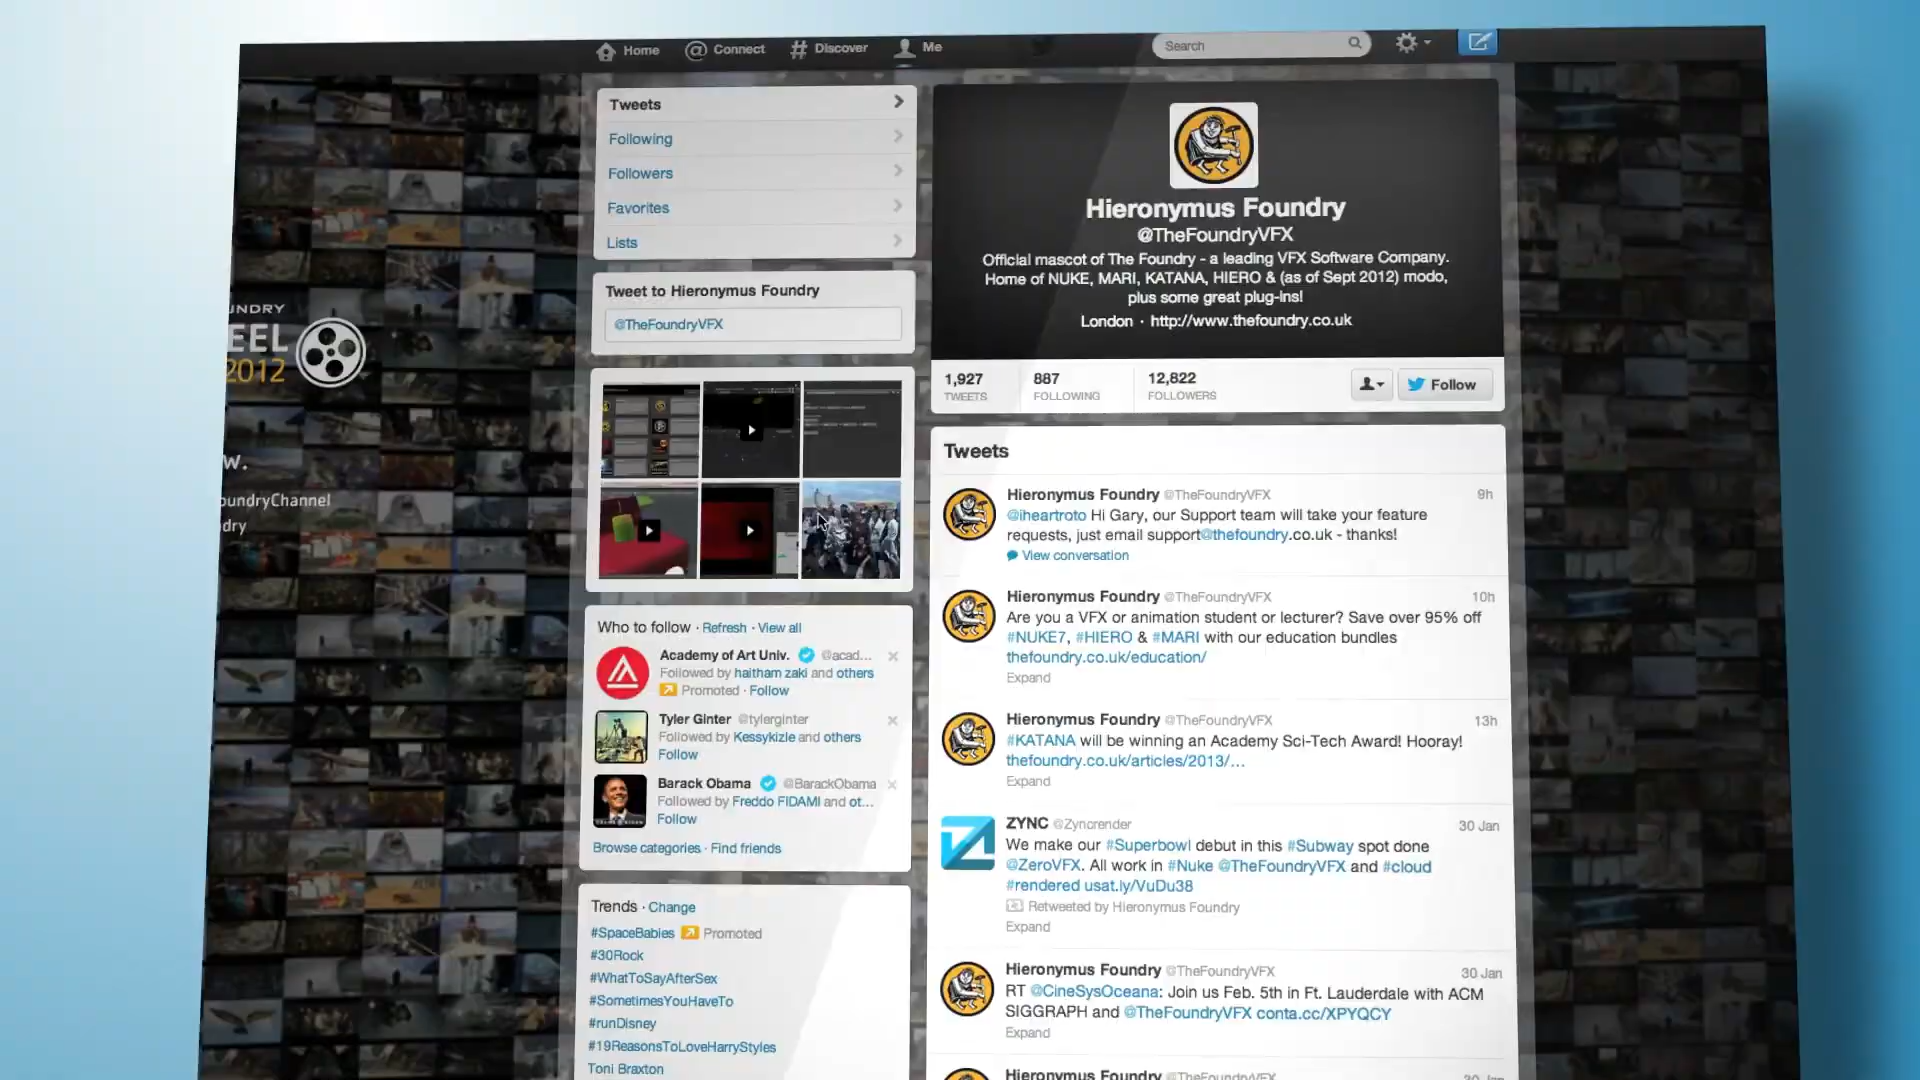 Home
Connect
Discover
Me
Search
UNDRY
EEL
2012
w.
oundryChannel
dry
Tweets
Following
Followers
Favorites
Lists
Tweet to Hieronymus Foundry
@TheFoundryVFX
Who to follow · Refresh · View all
Academy of Art Univ. @acad...
Followed by haitham zaki and others
Promoted · Follow
Tyler Ginter @tylerginter
Followed by Kessykizle and others
Follow
Barack Obama @BarackObama
Followed by Freddo FIDAMI and ot...
Follow
Browse categories · Find friends
Trends · Change
#SpaceBabies Promoted
#30Rock
#WhatToSayAfterSex
#SometimesYouHaveTo
#runDisney
#19ReasonsToLoveHarryStyles
Toni Braxton
Hieronymus Foundry
@TheFoundryVFX
Official mascot of The Foundry - a leading VFX Software Company.
Home of NUKE, MARI, KATANA, HIERO & (as of Sept 2012) modo,
plus some great plug-ins!
London · http://www.thefoundry.co.uk
1,927
TWEETS
887
FOLLOWING
12,822
FOLLOWERS
Follow
Tweets
Hieronymus Foundry @TheFoundryVFX 9h
@iheartroto Hi Gary, our Support team will take your feature
requests, just email support@thefoundry.co.uk - thanks!
View conversation
Hieronymus Foundry @TheFoundryVFX 10h
Are you a VFX or animation student or lecturer? Save over 95% off
#NUKE7, #HIERO & #MARI with our education bundles
thefoundry.co.uk/education/
Expand
Hieronymus Foundry @TheFoundryVFX 13h
#KATANA will be winning an Academy Sci-Tech Award! Hooray!
thefoundry.co.uk/articles/2013/...
Expand
ZYNC @Zyncrender 30 Jan
We make our #Superbowl debut in this #Subway spot done
@ZeroVFX. All work in #Nuke @TheFoundryVFX and #cloud
#rendered usat.ly/VuDu38
Retweeted by Hieronymus Foundry
Expand
Hieronymus Foundry @TheFoundryVFX 30 Jan
RT @CineSysOceana: Join us Feb. 5th in Ft. Lauderdale with ACM
SIGGRAPH and @TheFoundryVFX conta.cc/XPYQCY
Expand
Hieronymus Foundry @TheFoundryVFX 30 Jan